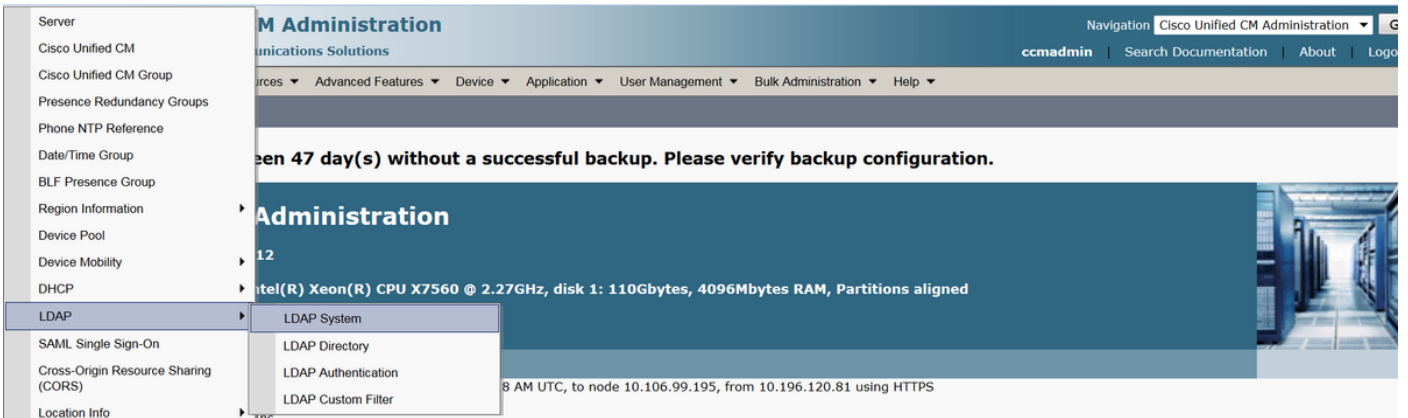 M Administration
Navigation Cisco Unified CM Administration
unications Solutions
ccmadmin | Search Documentation | About | Logo
urces Advanced Features Device Application User Management Bulk Administration Help
een 47 day(s) without a successful backup. Please verify backup configuration.
Administration
12
ntel(R) Xeon(R) CPU X7560 @ 2.27GHz, disk 1: 110Gbytes, 4096Mbytes RAM, Partitions aligned
8 AM UTC, to node 10.106.99.195, from 10.196.120.81 using HTTPS
Server
Cisco Unified CM
Cisco Unified CM Group
Presence Redundancy Groups
Phone NTP Reference
Date/Time Group
BLF Presence Group
Region Information
Device Pool
Device Mobility
DHCP
LDAP
SAML Single Sign-On
Cross-Origin Resource Sharing
(CORS)
Location Info
LDAP System
LDAP Directory
LDAP Authentication
LDAP Custom Filter